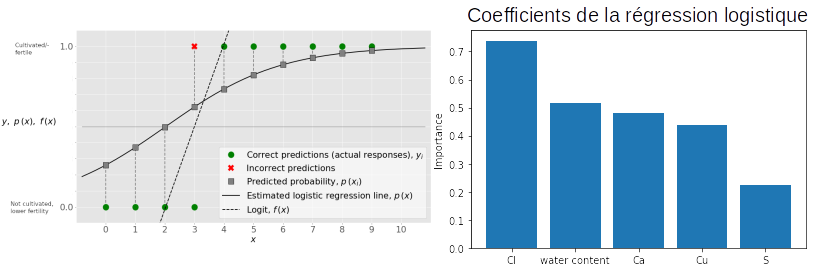 Cultivated/-
fertile
1.0
y, p (x), f (x)
Not cultivated,
lower fertility
0.0
Correct predictions (actual responses), yᵢ
Incorrect predictions
Predicted probability, p (xᵢ)
Estimated logistic regression line, p (x)
Logit, f (x)
0 1 2 3 4 5 6 7 8 9 10
x
Coefficients de la régression logistique
Importance
0.7
0.6
0.5
0.4
0.3
0.2
0.1
0.0
Cl water content Ca Cu S